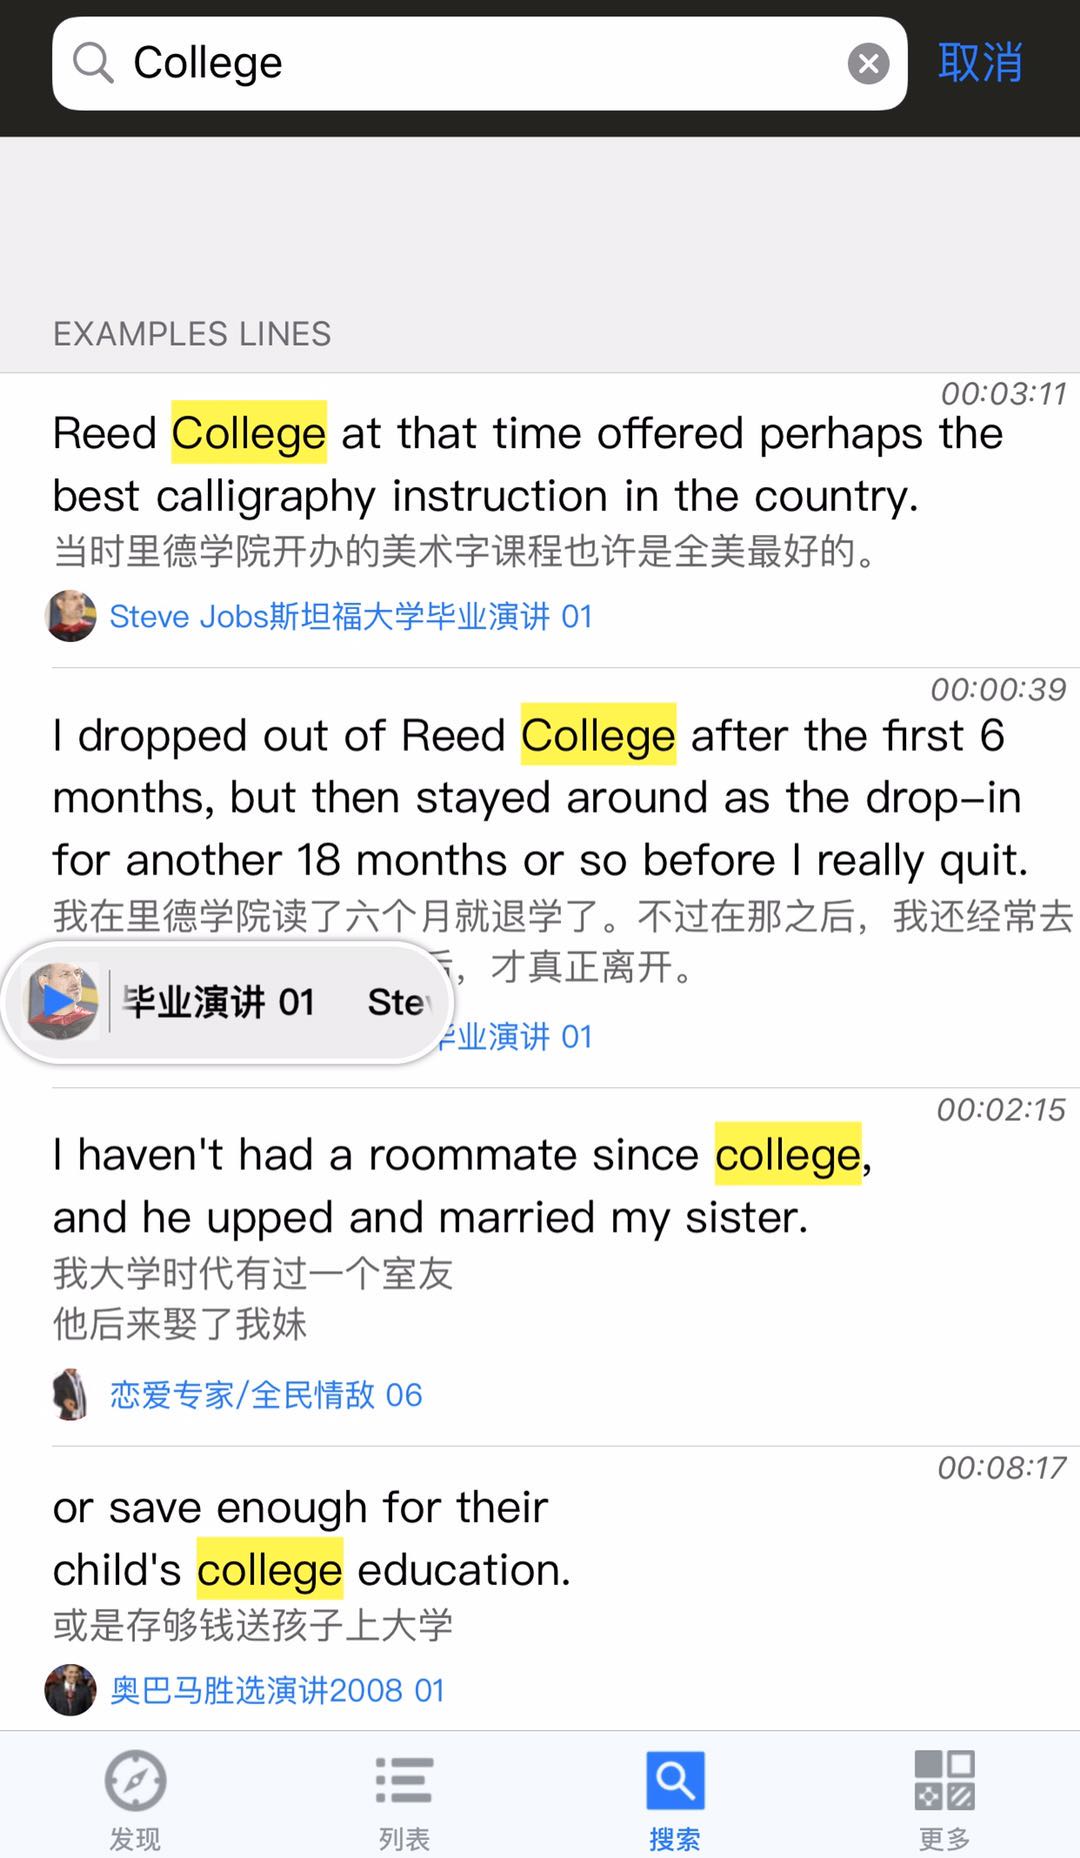 College
取消
EXAMPLES LINES
00:03:11
Reed College at that time offered perhaps the
best calligraphy instruction in the country.
当时里德学院开办的美术字课程也许是全美最好的。
Steve Jobs斯坦福大学毕业演讲 01
00:00:39
I dropped out of Reed College after the first 6
months, but then stayed around as the drop-in
for another 18 months or so before I really quit.
我在里德学院读了六个月就退学了。不过在那之后，我还经常去
，才真正离开。
毕业演讲 01 Ste
业演讲 01
00:02:15
I haven't had a roommate since college,
and he upped and married my sister.
我大学时代有过一个室友
他后来娶了我妹
恋爱专家/全民情敌 06
00:08:17
or save enough for their
child's college education.
或是存够钱送孩子上大学
奥巴马胜选演讲2008 01
发现
列表
搜索
更多